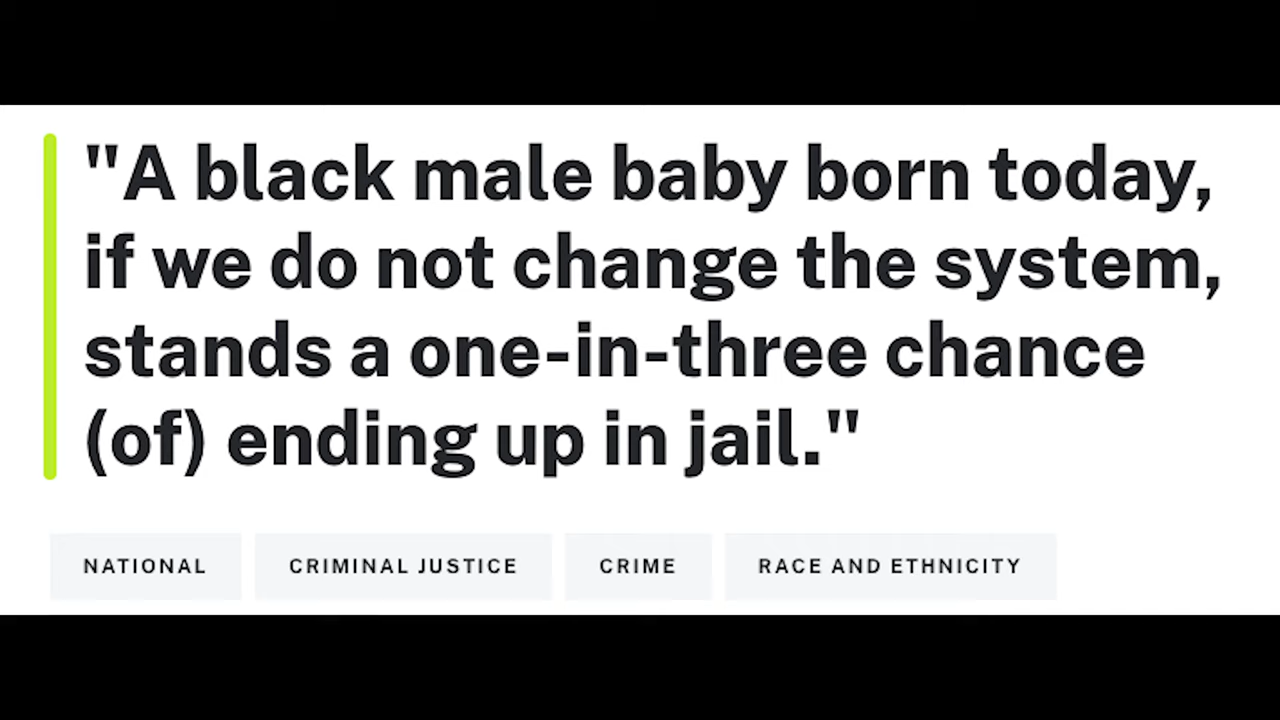 "A black male baby born today,
if we do not change the system,
stands a one-in-three chance
(of) ending up in jail."
NATIONAL CRIMINAL JUSTICE CRIME RACE AND ETHNICITY